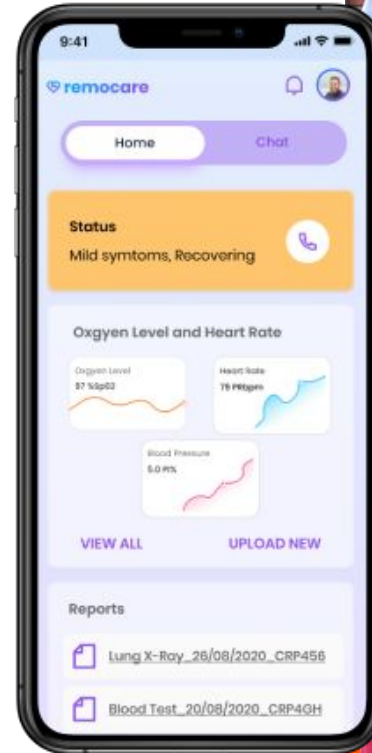 9:41
remocare
Home
Chat
Status
Mild symtoms, Recovering
Oxgyen Level and Heart Rate
Oxgyen Level
97 %Sp02
Heart Rate
75 PRbpm
Blood Pressure
5.0 PI%
VIEW ALL
UPLOAD NEW
Reports
Lung X-Ray_26/08/2020_CRP456
Blood Test_20/08/2020_CRP4GH